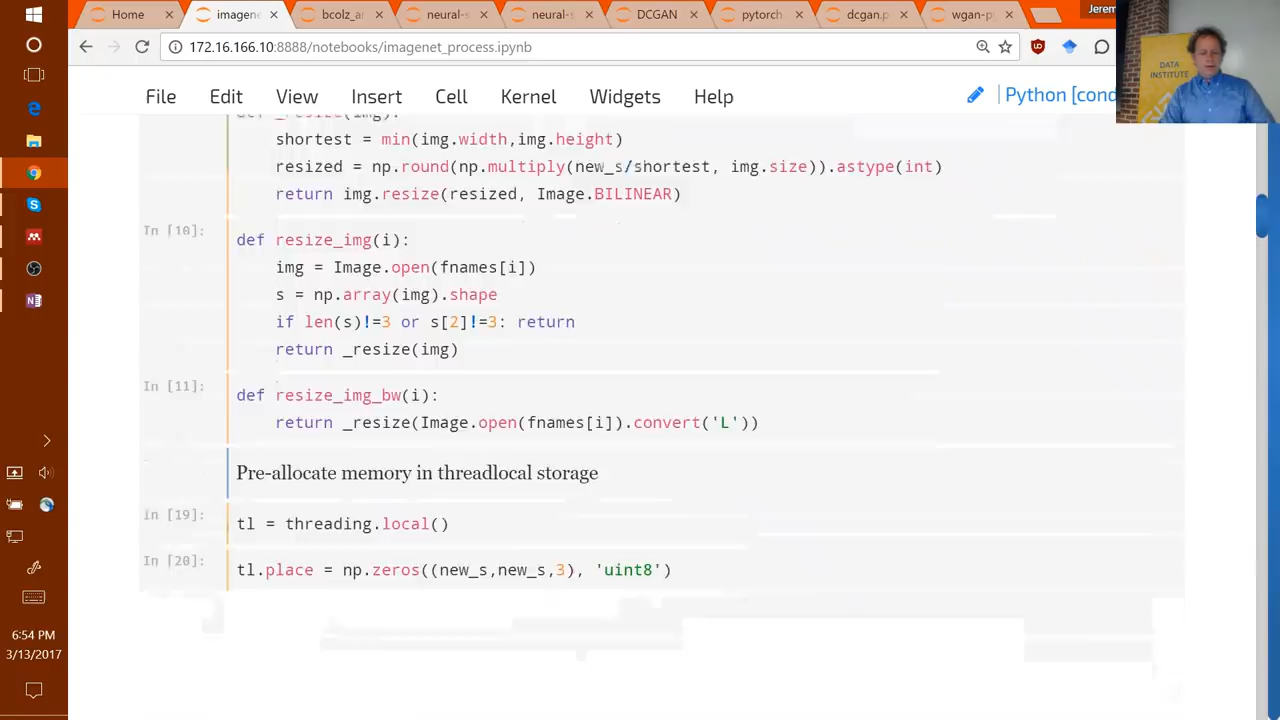 Home
imagene
bcolz_ar
neural-s
neural-s
DCGAN
pytorch
dcgan.p
wgan-p
Jerem
172.16.166.10:8888/notebooks/imagenet_process.ipynb
DATA
INSTITUTE
File Edit View Insert Cell Kernel Widgets Help
Python [cond
def _resize(img):
shortest = min(img.width,img.height)
resized = np.round(np.multiply(new_s/shortest, img.size)).astype(int)
return img.resize(resized, Image.BILINEAR)
In [10]:
def resize_img(i):
img = Image.open(fnames[i])
s = np.array(img).shape
if len(s)!=3 or s[2]!=3: return
return _resize(img)
In [11]:
def resize_img_bw(i):
return _resize(Image.open(fnames[i]).convert('L'))
Pre-allocate memory in threadlocal storage
In [19]:
tl = threading.local()
In [20]:
tl.place = np.zeros((new_s,new_s,3), 'uint8')
6:54 PM
3/13/2017